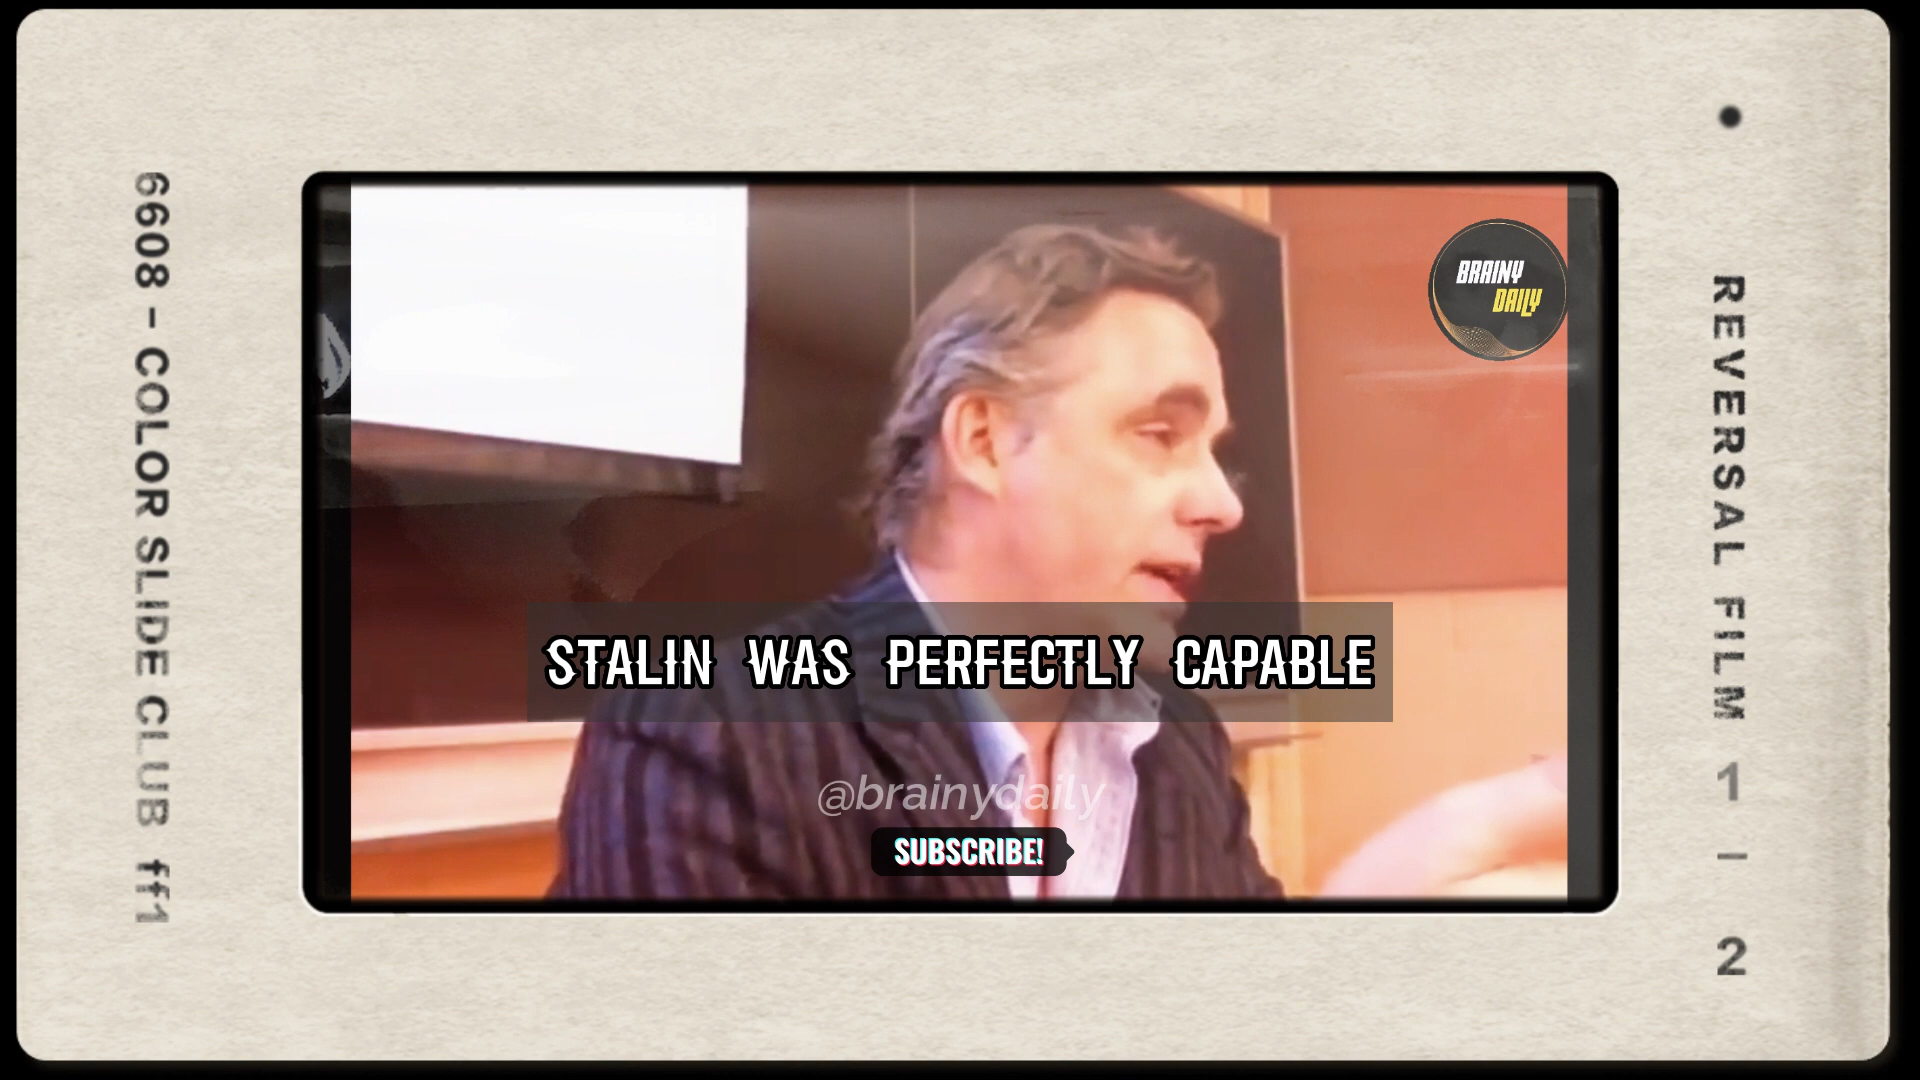 6608 – COLOR SLIDE CLUB ff1
BRAINY
DAILY
STALIN WAS PERFECTLY CAPABLE
@brainydaily
SUBSCRIBE!
REVERSAL FILM 1 – 2